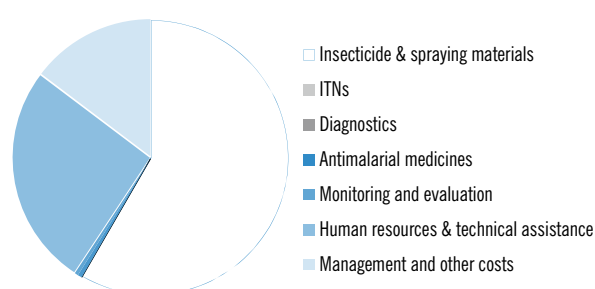 Insecticide & spraying materials
ITNs
Diagnostics
Antimalarial medicines
Monitoring and evaluation
Human resources & technical assistance
Management and other costs